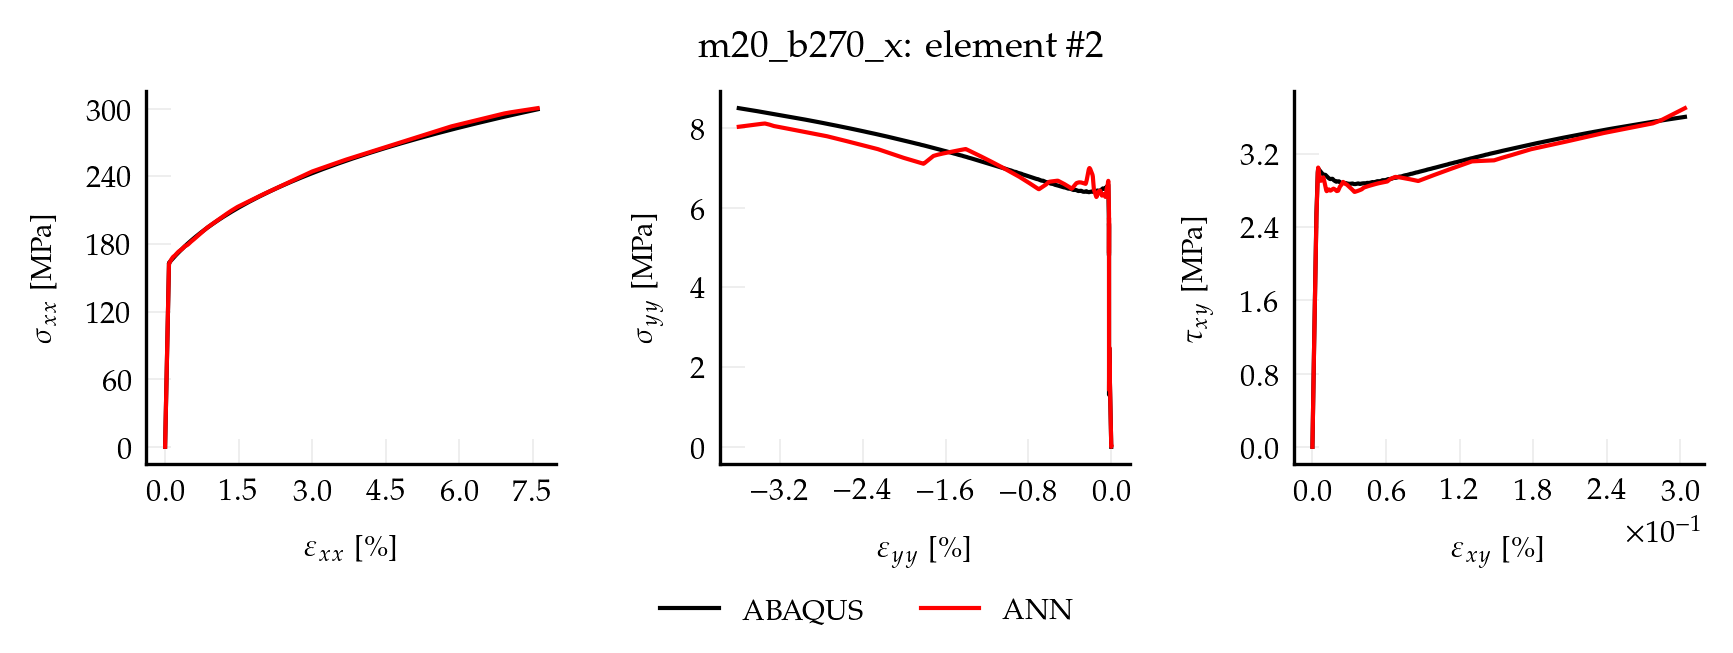 m20_b270_x: element #2
300
240
180
120
60
0
σxx [MPa]
0.0 1.5 3.0 4.5 6.0 7.5
εxx [%]
8
6
4
2
0
σyy [MPa]
−3.2 −2.4 −1.6 −0.8 0.0
εyy [%]
3.2
2.4
1.6
0.8
0.0
τxy [MPa]
0.0 0.6 1.2 1.8 2.4 3.0
×10⁻¹
εxy [%]
ABAQUS ANN